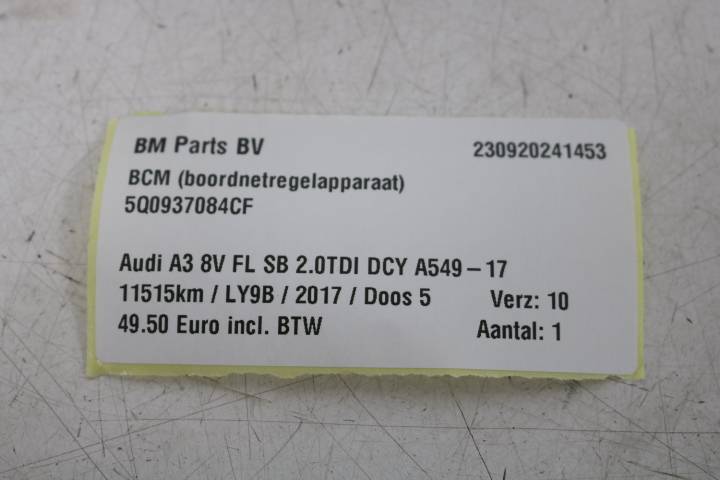 BM Parts BV 230920241453
BCM (boordnetregelapparaat)
5Q0937084CF
Audi A3 8V FL SB 2.0TDI DCY A549-17
11515km / LY9B / 2017 / Doos 5 Verz: 10
49.50 Euro incl. BTW Aantal: 1